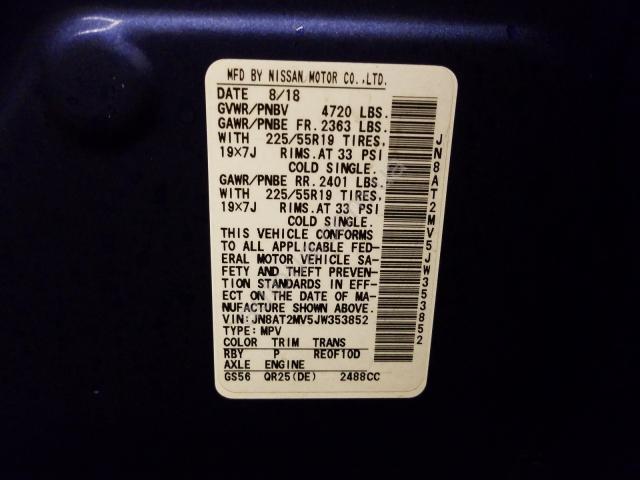 MFD BY NISSAN MOTOR CO.,LTD.
DATE 8/18
GVWR/PNBV 4720 LBS.
GAWR/PNBE FR.2363 LBS.
WITH 225/55R19 TIRES,
19×7J RIMS.AT 33 PSI
COLD SINGLE.
GAWR/PNBE RR.2401 LBS.
WITH 225/55R19 TIRES,
19×7J RIMS.AT 33 PSI
COLD SINGLE.
THIS VEHICLE CONFORMS
TO ALL APPLICABLE FED-
ERAL MOTOR VEHICLE SA-
FETY AND THEFT PREVEN-
TION STANDARDS IN EFF-
ECT ON THE DATE OF MA-
NUFACTURE SHOWN ABOVE.
VIN:JN8AT2MV5JW353852
TYPE:MPV
COLOR TRIM TRANS
RBY P RE0F10D
AXLE ENGINE
GS56 QR25(DE) 2488CC
JN8AT2MV5JW353852